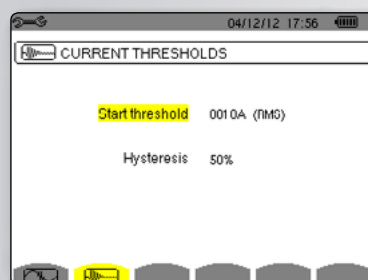 04/12/12 17:56
CURRENT THRESHOLDS
Start threshold 0010A (RMS)
Hysteresis 50%